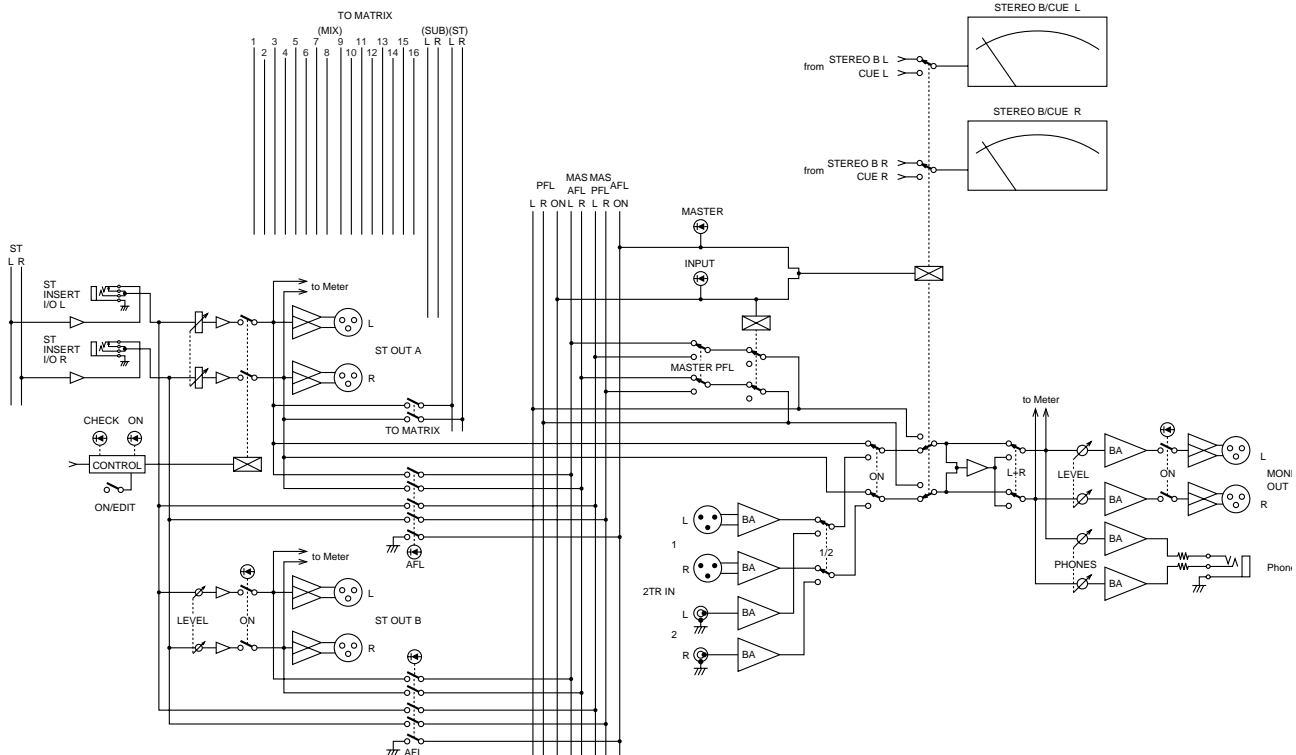 TO MATRIX
(MIX)
(SUB)(ST)
1 3 5 7 9 11 13 15 L R L R
2 4 6 8 10 12 14 16
STEREO B/CUE L
from STEREO B L
CUE L
STEREO B/CUE R
from STEREO B R
CUE R
PFL MAS AFL MAS PFL AFL
L R ON L R L R ON
MASTER
INPUT
MASTER PFL
ST
L R
ST
INSERT
I/O L
ST
INSERT
I/O R
to Meter
L
ST OUT A
R
TO MATRIX
CHECK ON
CONTROL
ON/EDIT
AFL
to Meter
LEVEL
ON
L
ST OUT B
R
AFL
ON
L BA
1
R BA
1/2
2TR IN
L BA
2
R BA
to Meter
L+R
LEVEL
BA
ON
L
BA
R
OUT
BA
PHONES
BA